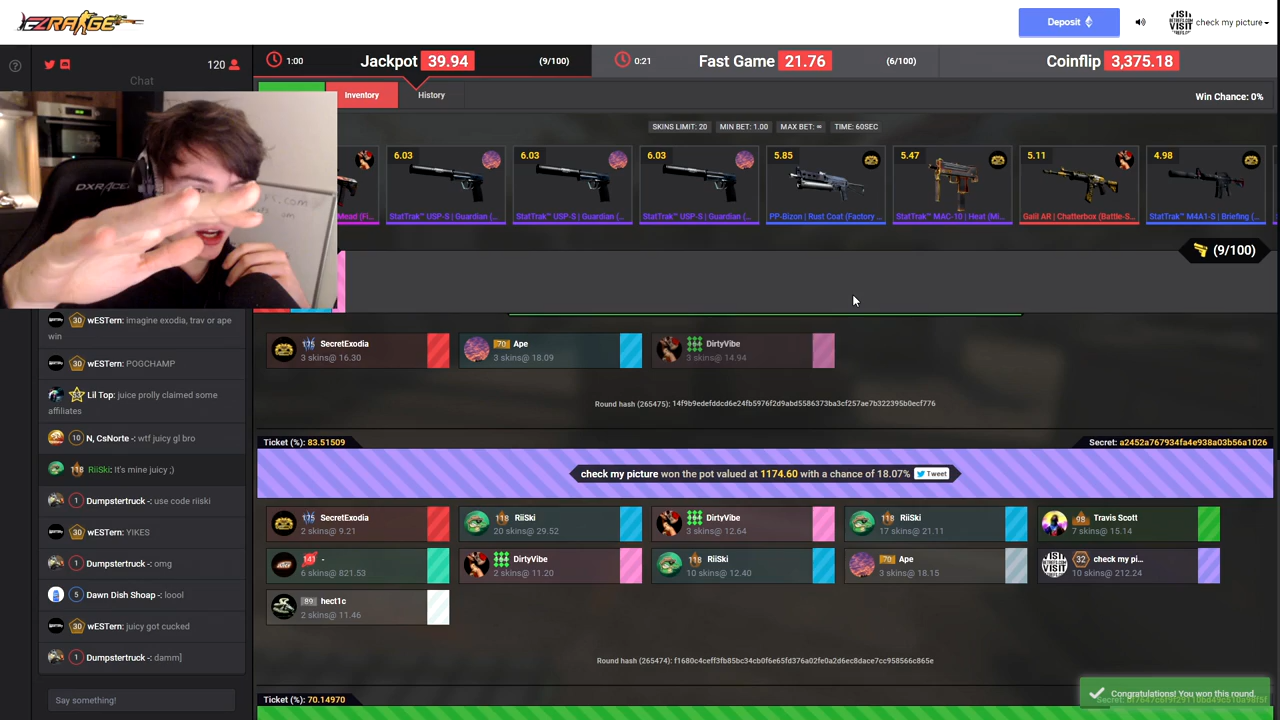 EZRAGE
Deposit
VISIT
check my picture
120
Chat
1:00
Jackpot 39.94
(9/100)
0:21
Fast Game 21.76
(6/100)
Coinflip 3,375.18
Inventory
History
Win Chance: 0%
SKINS LIMIT: 20
MIN BET: 1.00
MAX BET: ∞
TIME: 60SEC
6.03
6.03
6.03
5.85
5.47
5.11
4.98
StatTrak™ USP-S | Guardian (...
StatTrak™ USP-S | Guardian (...
StatTrak™ USP-S | Guardian (...
PP-Bizon | Rust Coat (Factory ...
StatTrak™ MAC-10 | Heat (Mi...
Galil AR | Chatterbox (Battle-S...
StatTrak™ M4A1-S | Briefing (...
DXRACER
(9/100)
30 wESTern: imagine exodia, trav or ape
win
30 wESTern: POGCHAMP
Lil Top: juice prolly claimed some
affiliates
10 N, CsNorte -: wtf juicy gl bro
118 RiiSki: It's mine juicy ;)
1 Dumpstertruck -: use code riiski
30 wESTern: YIKES
1 Dumpstertruck -: omg
5 Dawn Dish Shoap -: loool
30 wESTern: juicy got cucked
1 Dumpstertruck -: damm]
Say something!
175 SecretExodia
3 skins@ 16.30
70 Ape
3 skins@ 18.09
DirtyVibe
3 skins@ 14.94
Round hash (265475): 14f9b9edefddcd6e24fb5976f2d9abd5586373ba3cf257ae7b322395b0ecf776
Ticket (%): 83.51509
Secret: a2452a767934fa4e938a03b56a1026
check my picture won the pot valued at 1174.60 with a chance of 18.07% Tweet
175 SecretExodia
2 skins@ 9.21
118 RiiSki
20 skins@ 29.52
DirtyVibe
3 skins@ 12.64
118 RiiSki
17 skins@ 21.11
98 Travis Scott
7 skins@ 15.14
141 -
6 skins@ 821.53
DirtyVibe
2 skins@ 11.20
118 RiiSki
10 skins@ 12.40
70 Ape
3 skins@ 18.15
32 check my pi...
10 skins@ 212.24
89 hect1c
2 skins@ 11.46
Round hash (265474): f1680c4ceff3fb85bc34cb0f6e65fd376a02fe0a2d6ec8dace7cc958566c865e
Ticket (%): 70.14970
Congratulations! You won this round.